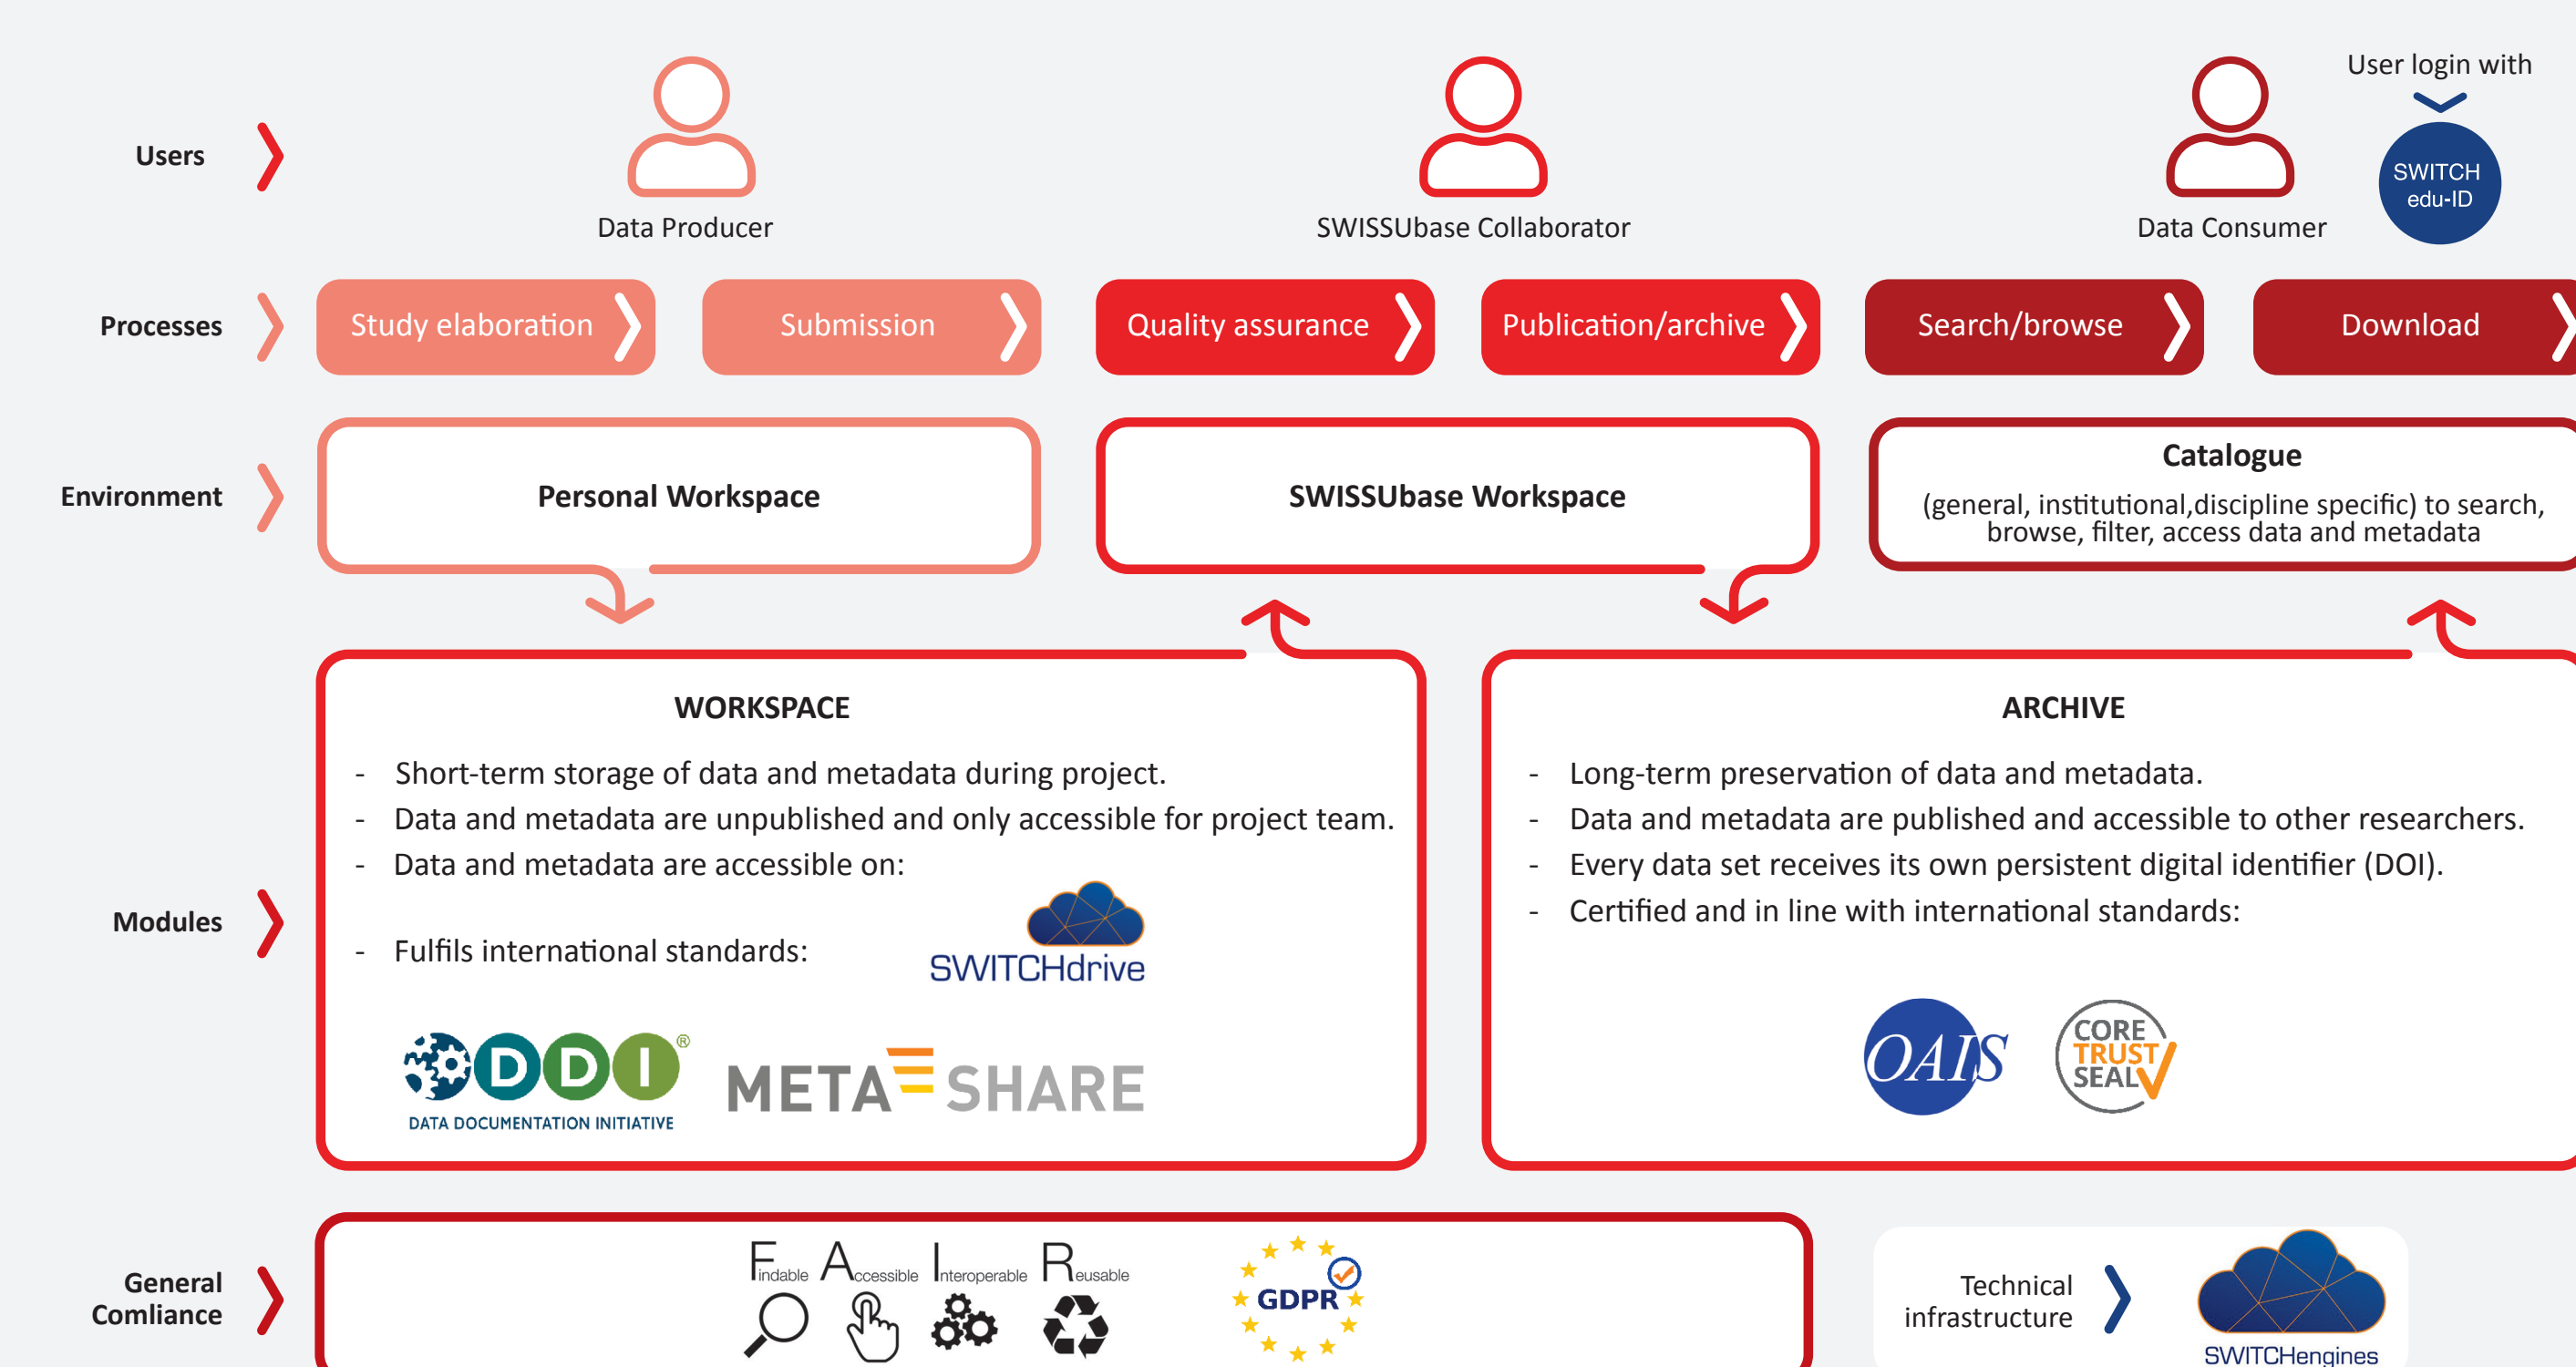 User login with
SWITCH
edu-ID
Users
Data Producer
SWISSUbase Collaborator
Data Consumer
Processes
Study elaboration
Submission
Quality assurance
Publication/archive
Search/browse
Download
Environment
Personal Workspace
SWISSUbase Workspace
Catalogue
(general, institutional,discipline specific) to search,
browse, filter, access data and metadata
Modules
WORKSPACE
- Short-term storage of data and metadata during project.
- Data and metadata are unpublished and only accessible for project team.
- Data and metadata are accessible on:
SWITCHdrive
- Fulfils international standards:
DDI®
DATA DOCUMENTATION INITIATIVE
META SHARE
ARCHIVE
- Long-term preservation of data and metadata.
- Data and metadata are published and accessible to other researchers.
- Every data set receives its own persistent digital identifier (DOI).
- Certified and in line with international standards:
OAIS
CORE
TRUST
SEAL
General
Comliance
Findable Accessible Interoperable Reusable
GDPR
Technical
infrastructure
SWITCHengines